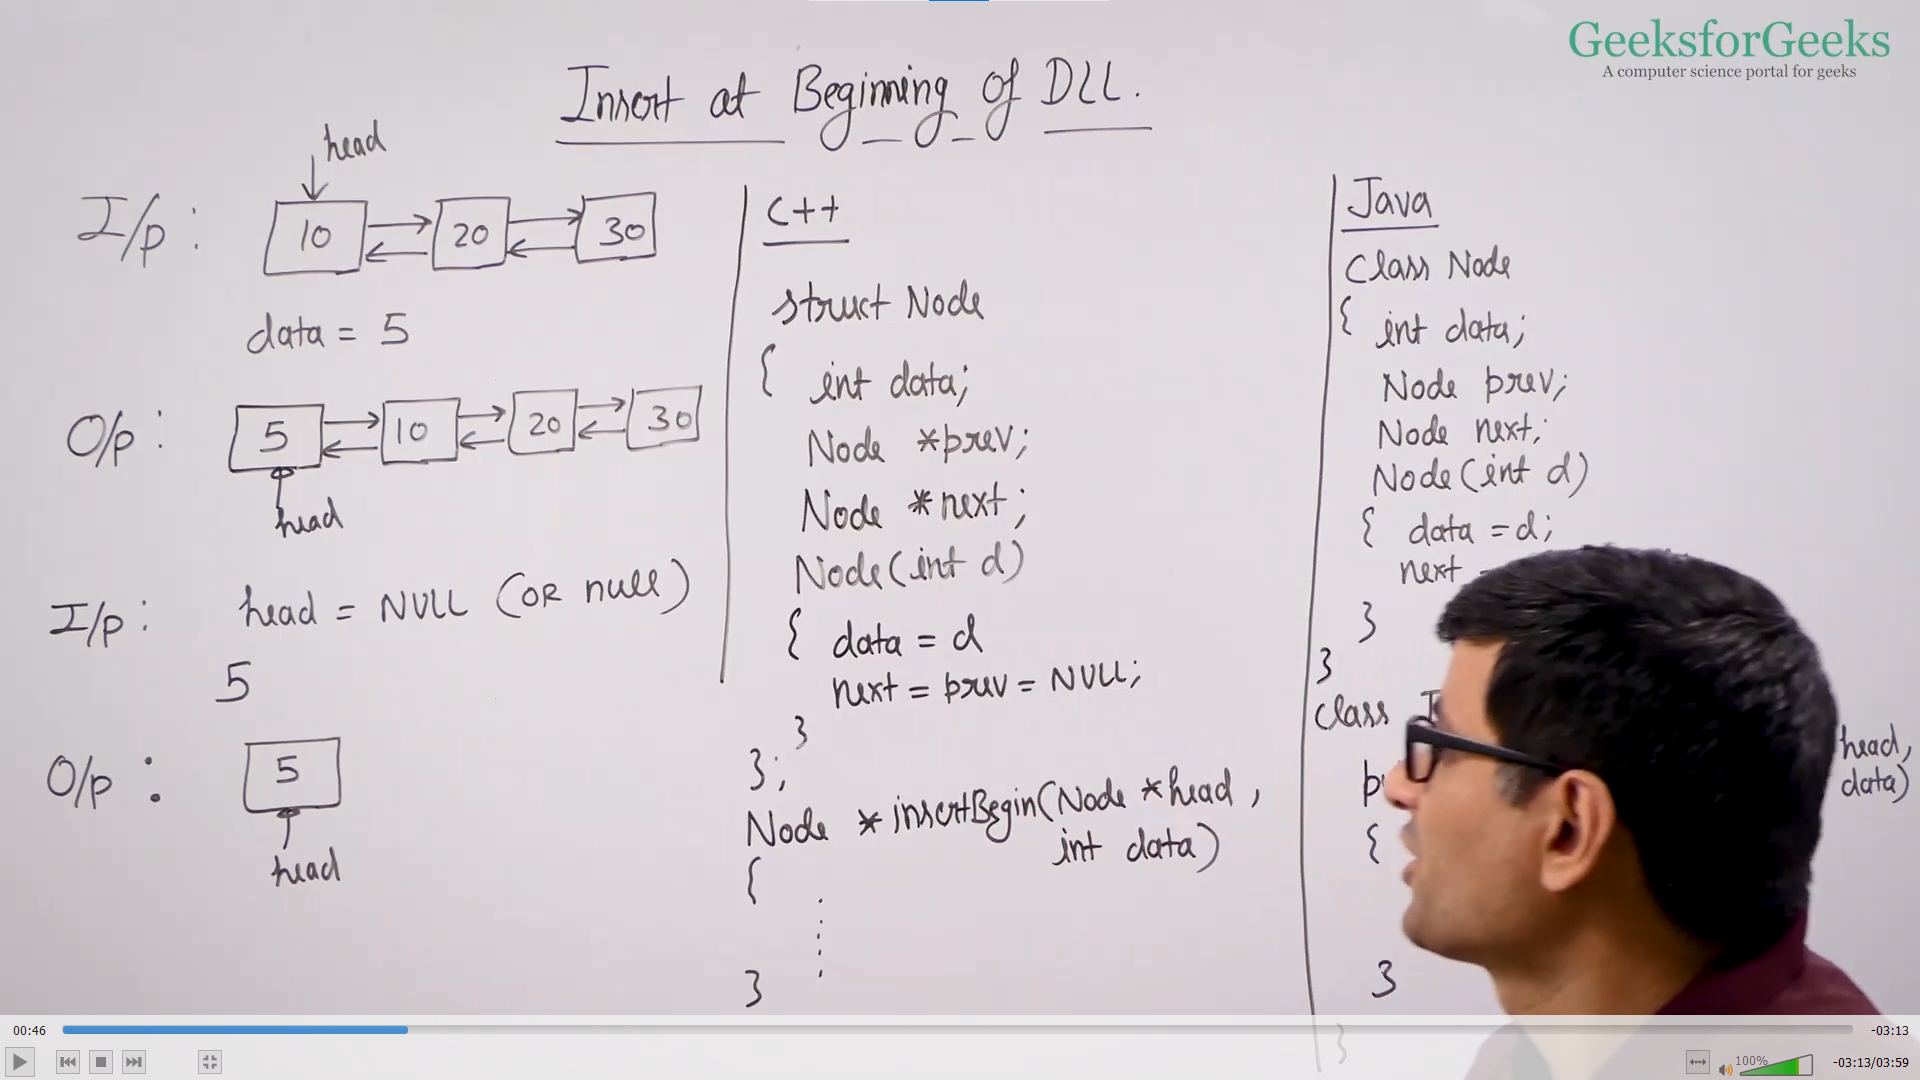 GeeksforGeeks
A computer science portal for geeks
Insert at Beginning of DLL.
head
I/p :
10
20
30
data = 5
O/p :
5
10
20
30
head
I/p :
head = NULL (OR null)
5
O/p :
5
head
C++
struct Node
{ int data;
Node *prev;
Node *next;
Node(int d)
{ data = d
next = prev = NULL;
}
};
Node *insertBegin(Node *head,
int data)
{
}
Java
class Node
{ int data;
Node prev;
Node next;
Node(int d)
{ data = d;
next
}
}
class
head,
data)
{
}
}
00:46
-03:13
100%
-03:13/03:59